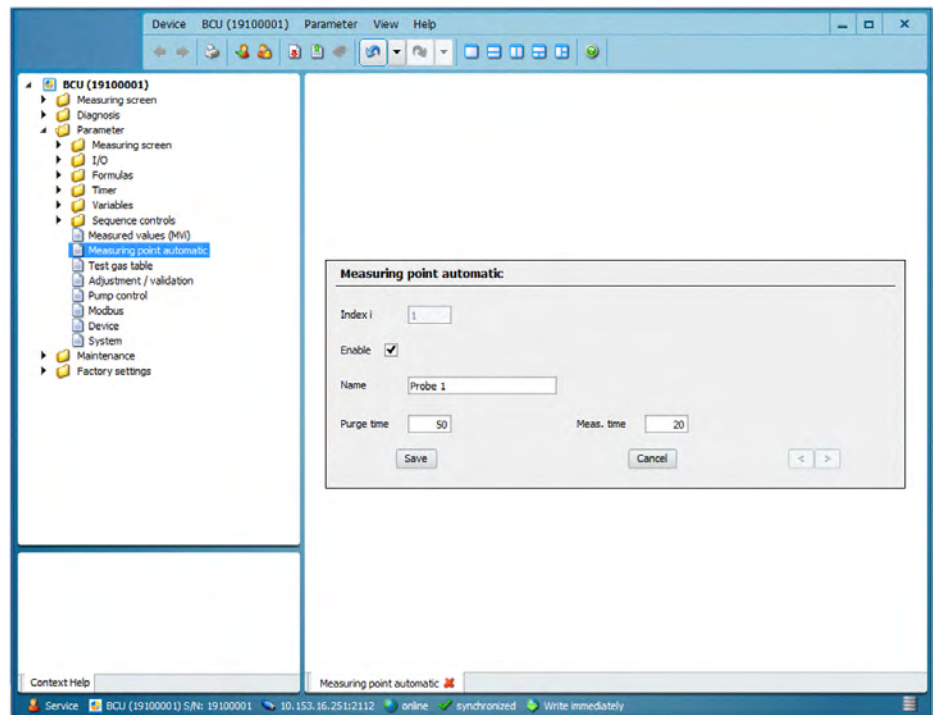 Device BCU (19100001) Parameter View Help
BCU (19100001)
Measuring screen
Diagnosis
Parameter
Measuring screen
I/O
Formulas
Timer
Variables
Sequence controls
Measured values (MVi)
Measuring point automatic
Test gas table
Adjustment / validation
Pump control
Modbus
Device
System
Maintenance
Factory settings
Measuring point automatic
Index i 1
Enable
Name Probe 1
Purge time 50 Meas. time 20
Save Cancel < >
Context Help
Measuring point automatic
Service BCU (19100001) S/N: 19100001 10.153.16.251:2112 online synchronized Write immediately